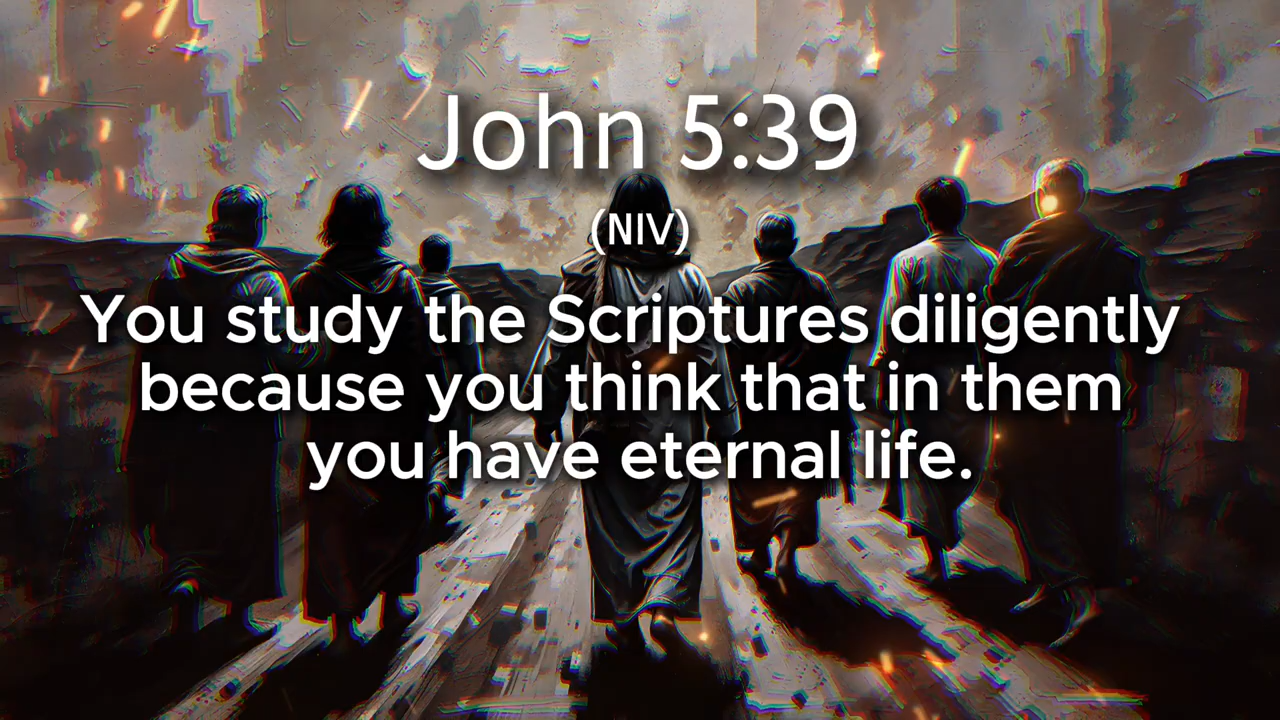 John 5:39
(NIV)
You study the Scriptures diligently
because you think that in them
you have eternal life.